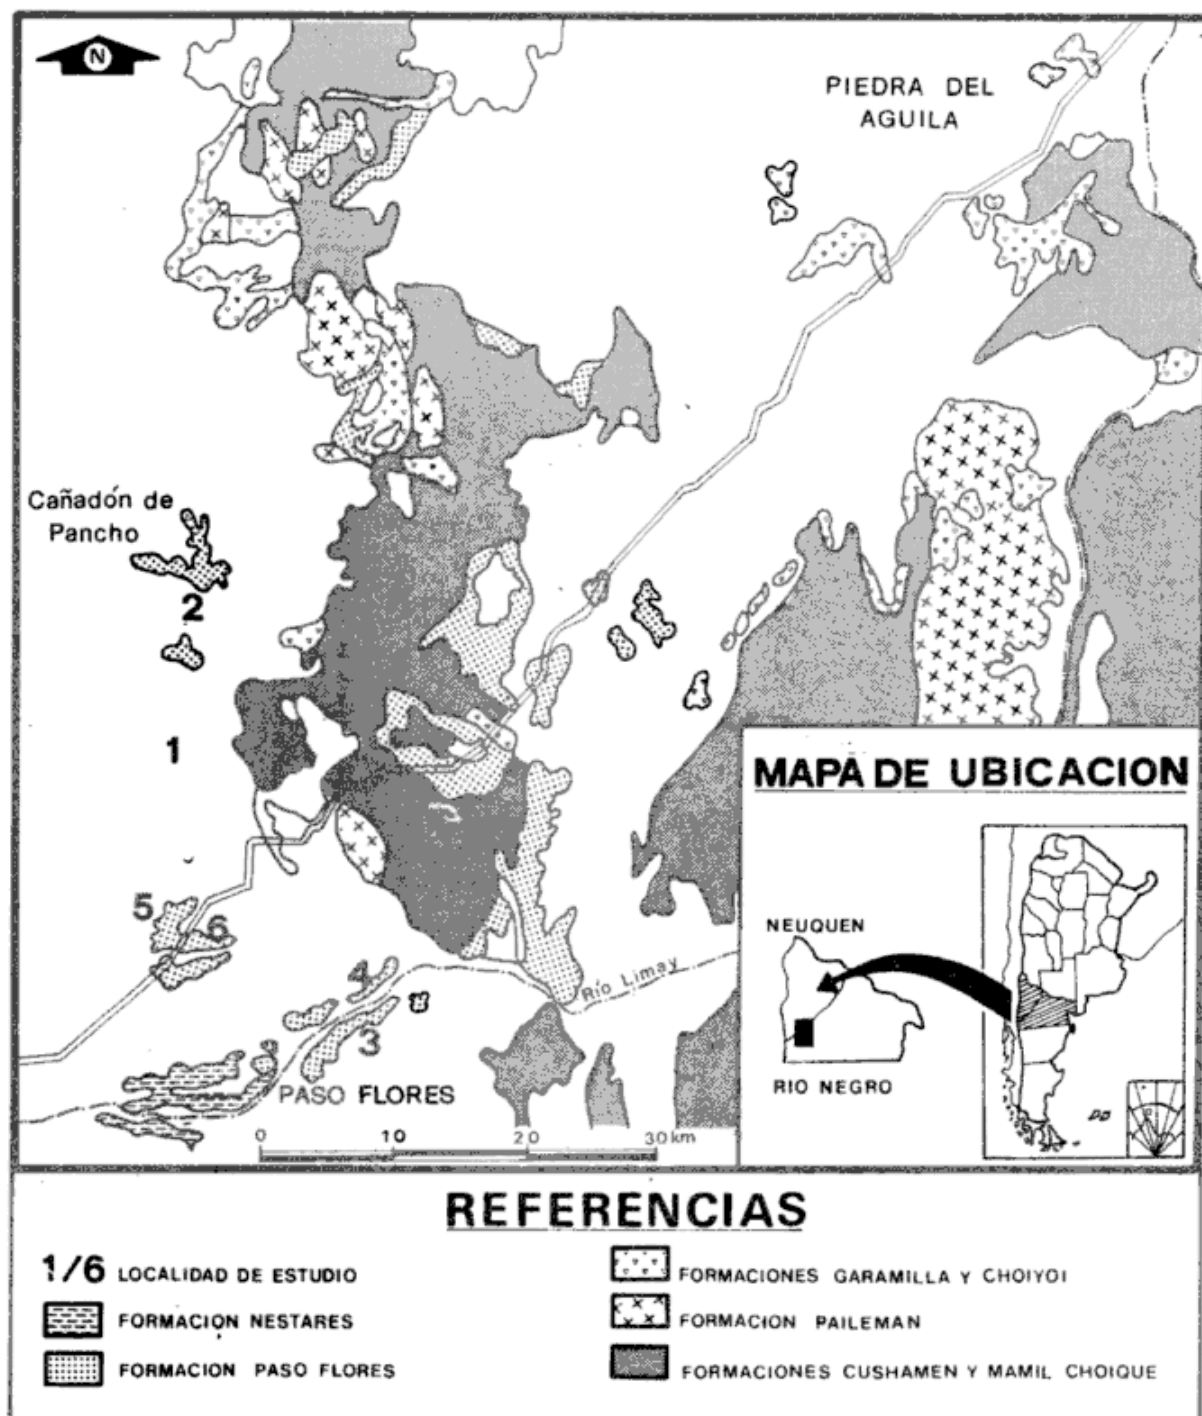 N
PIEDRA DEL
AGUILA
Cañadón de
Pancho
2
1
5
6
4
3
Río Limay
PASO FLORES
0 10 20 30 km
MAPA DE UBICACION
NEUQUEN
RIO NEGRO
REFERENCIAS
1/6 LOCALIDAD DE ESTUDIO
FORMACION NESTARES
FORMACION PASO FLORES
FORMACIONES GARAMILLA Y CHOIYOI
FORMACION PAILEMAN
FORMACIONES CUSHAMEN Y MAMIL CHOIQUE